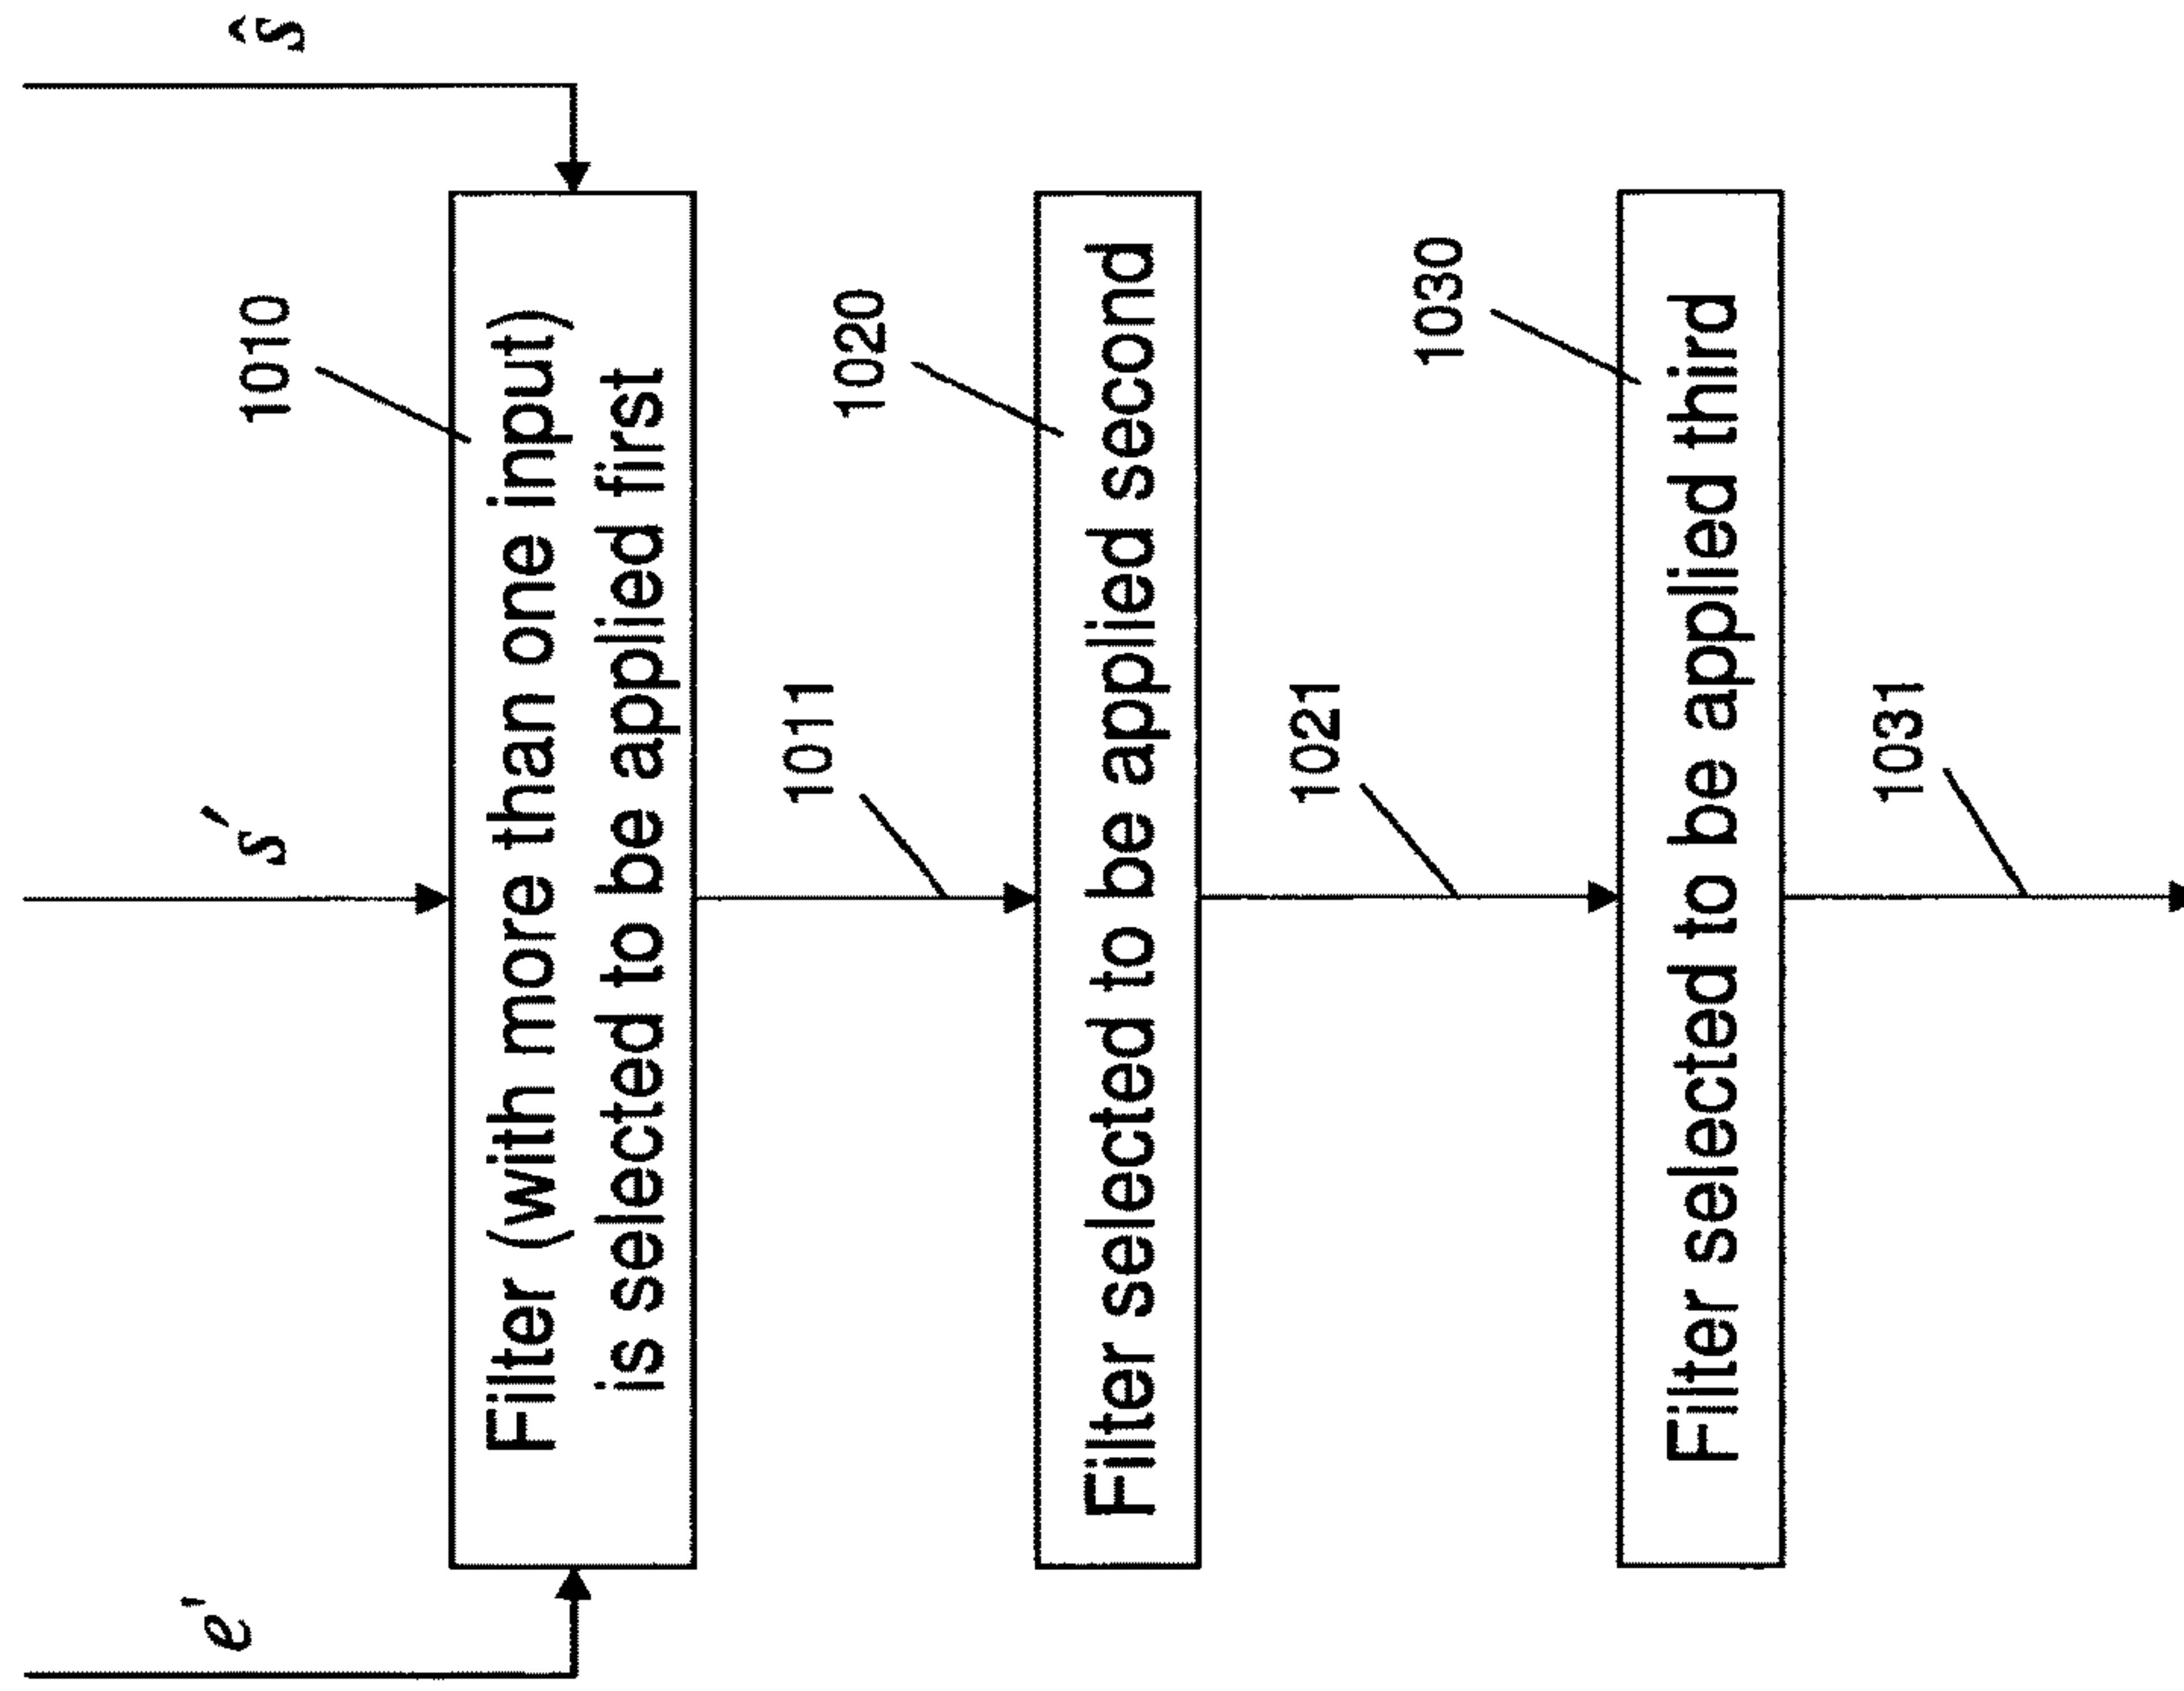 e'
s'
ŝ
1010
Filter (with more than one input)
is selected to be applied first
1011
1020
Filter selected to be applied second
1021
1030
Filter selected to be applied third
1031